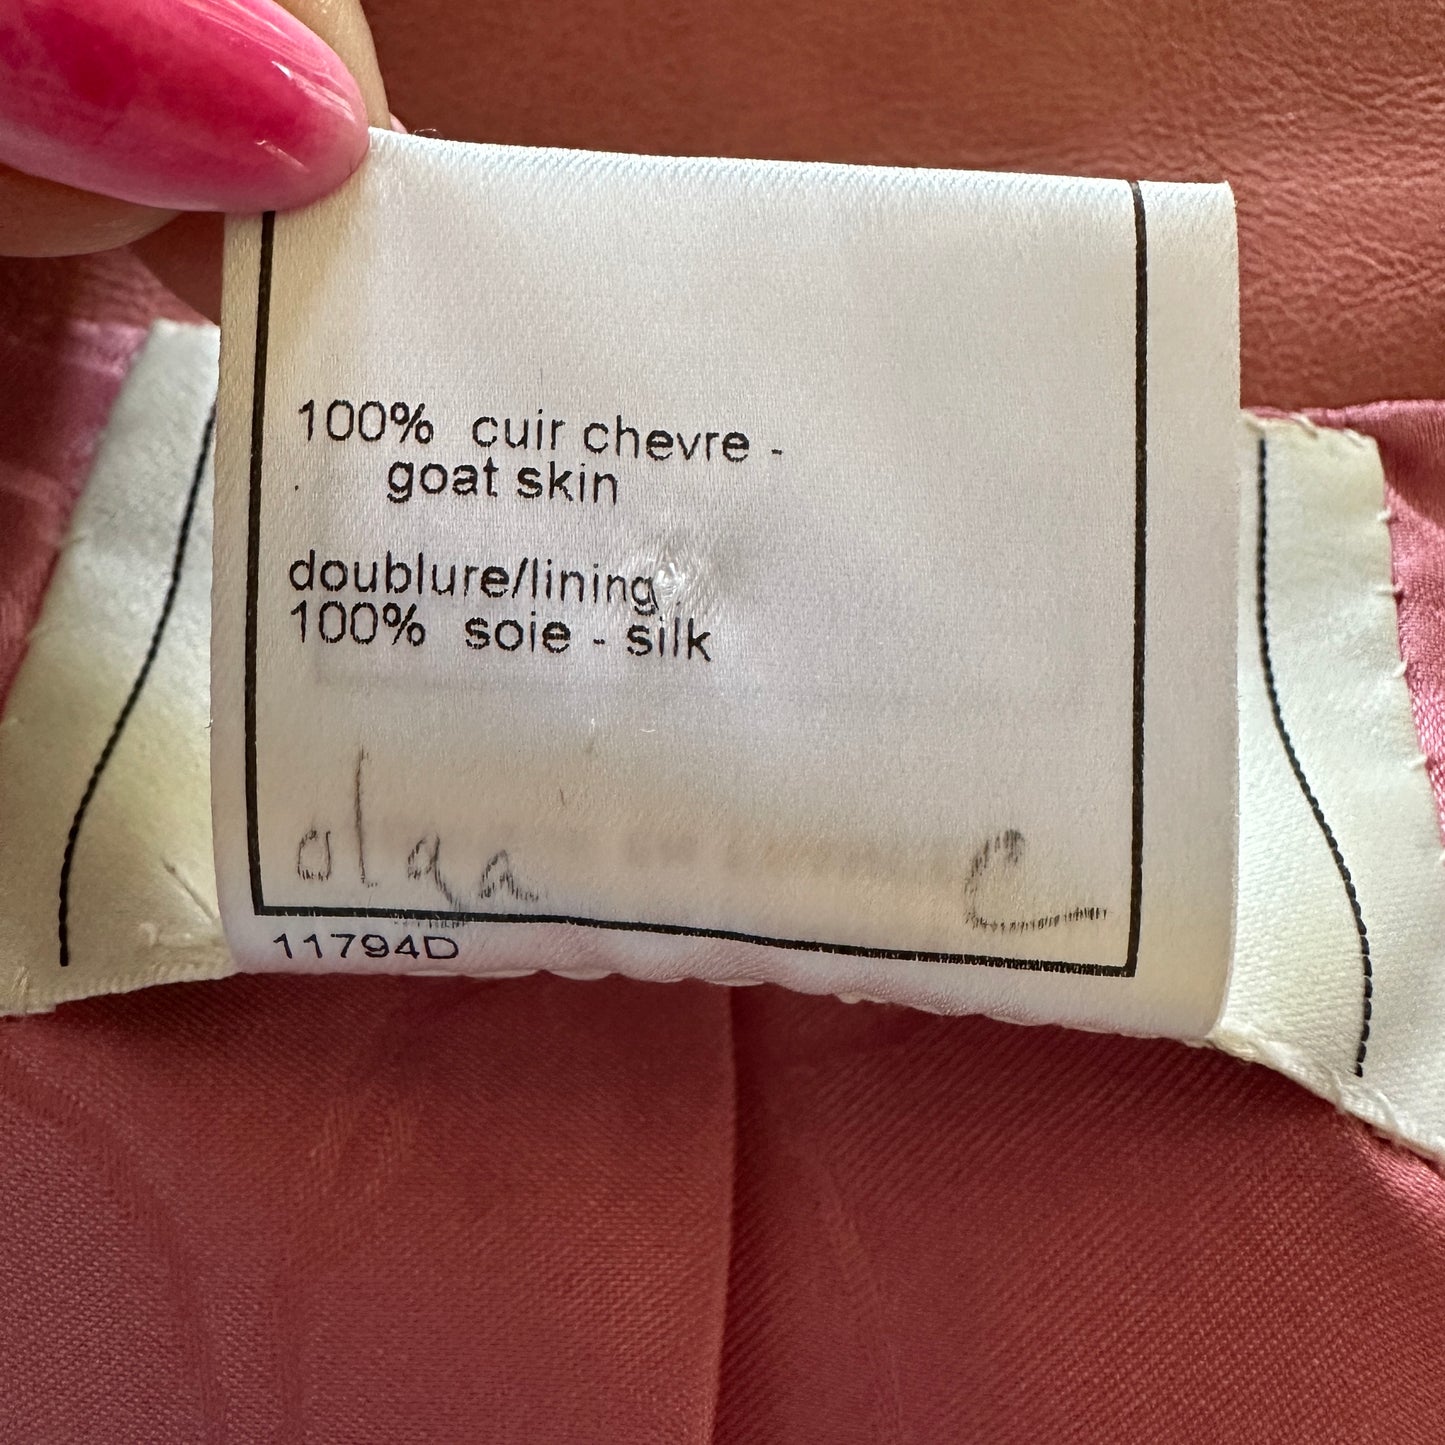 100% cuir chevre -
goat skin
doublure/lining
100% soie - silk
olga C
11794D